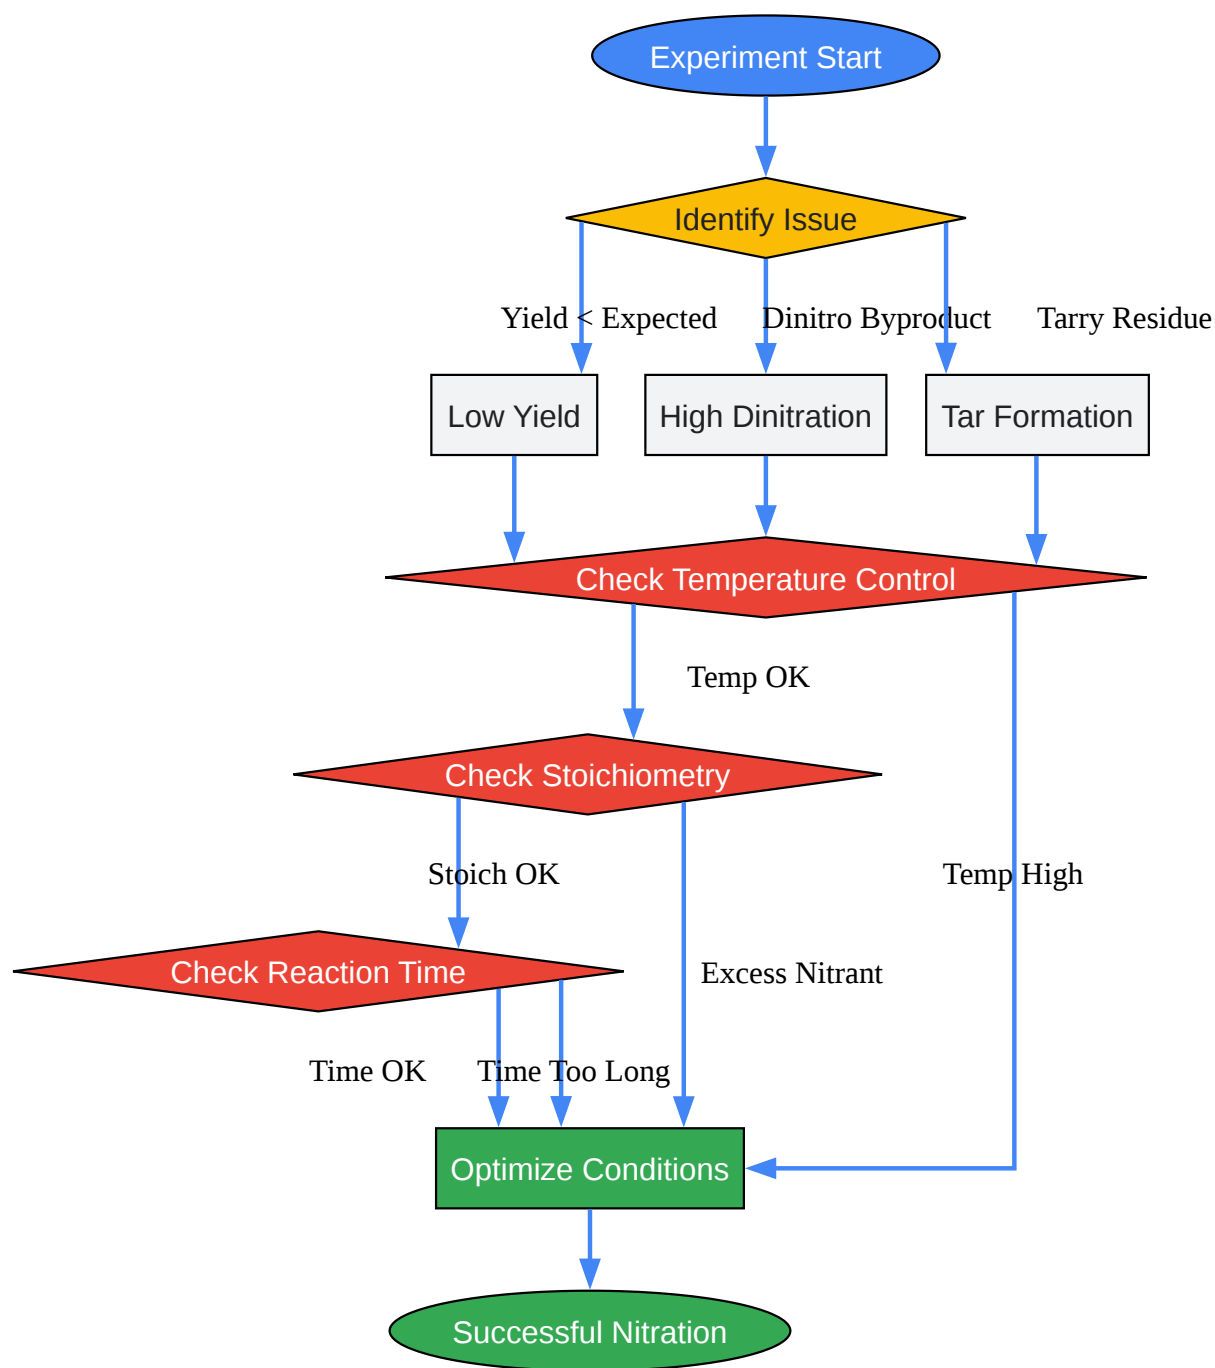 Experiment Start
Identify Issue
Yield < Expected
Dinitro Byproduct
Tarry Residue
Low Yield
High Dinitration
Tar Formation
Check Temperature Control
Temp OK
Check Stoichiometry
Stoich OK
Temp High
Check Reaction Time
Excess Nitrant
Time OK
Time Too Long
Optimize Conditions
Successful Nitration